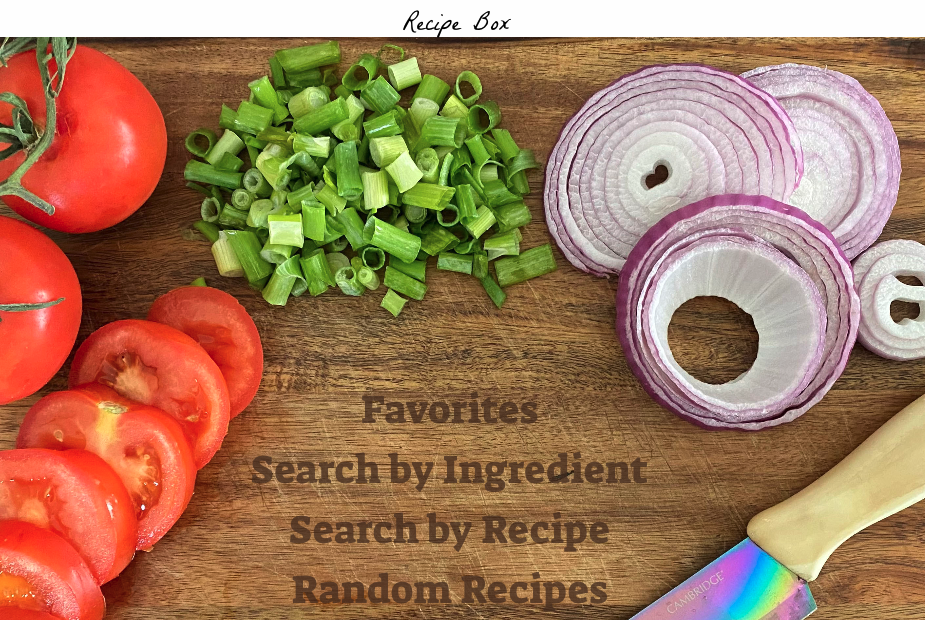 Recipe Box
Favorites
Search by Ingredient
Search by Recipe
Random Recipes
CAMBRIDGE